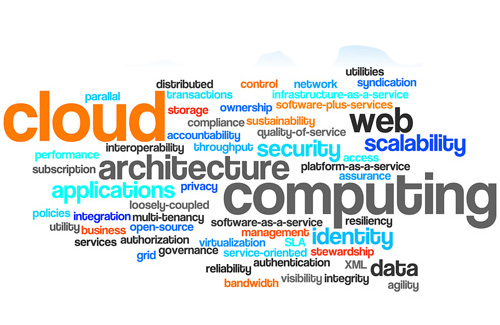 utilities
distributed control network syndication
parallal transactions infrastructure-as-a-service
cloud storage ownership software-plus-services
compliance sustainability web
accountability quality-of-service scalability
interoperability throughput security
performance access
subscription architecture platform-as-a-service
assurance
applications privacy computing
loosely-coupled
policies integration multi-tenancy software-as-a-service resiliency
utility business open-source management identity
services authorization virtualization SLA
grid governance service-oriented stewardship
reliability authentication XML data
bandwidth visibility integrity agility